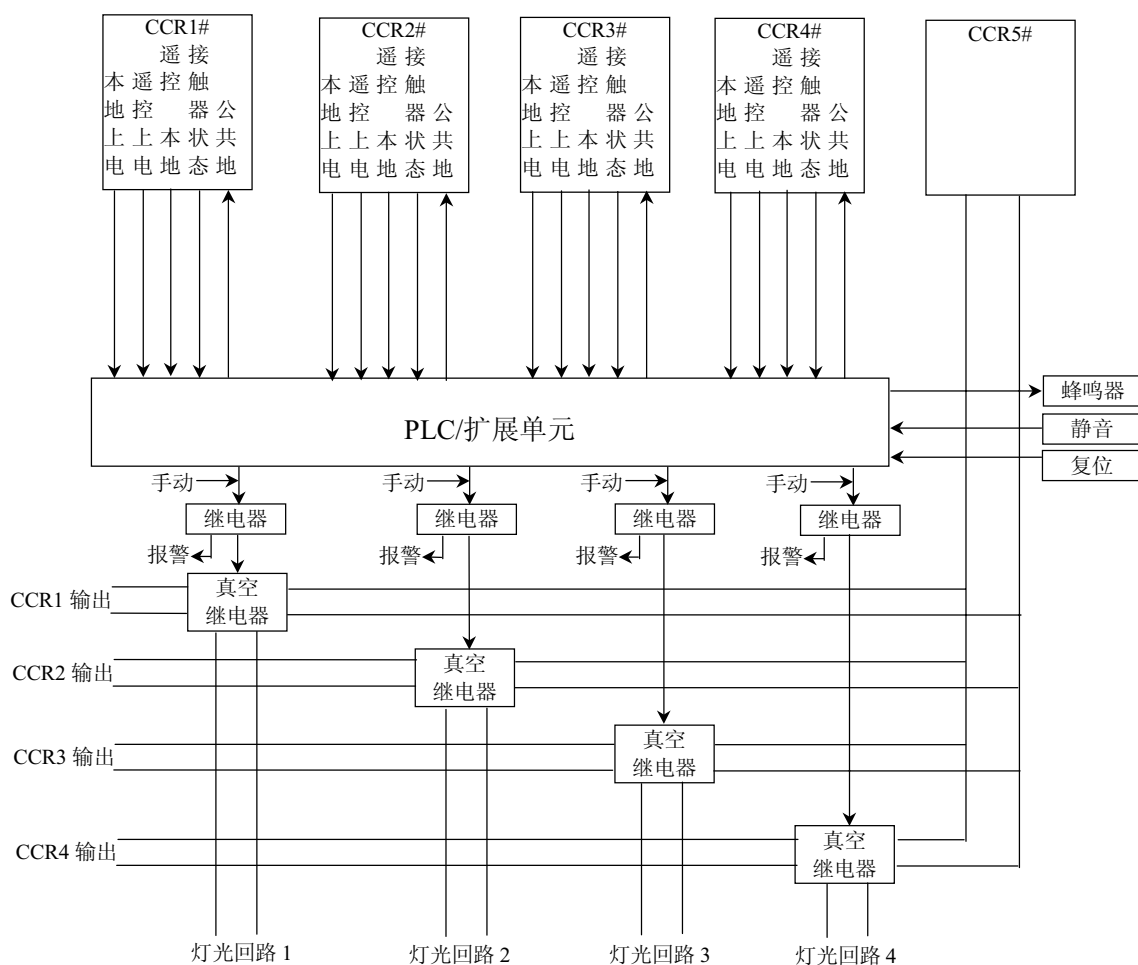 CCR1#
本地上电
遥控上电
遥控 本地
接触器状态
公共地
CCR2#
本地上电
遥控上电
遥控 本地
接触器状态
公共地
CCR3#
本地上电
遥控上电
遥控 本地
接触器状态
公共地
CCR4#
本地上电
遥控上电
遥控 本地
接触器状态
公共地
CCR5#
PLC/扩展单元
蜂鸣器
静音
复位
手动
手动
手动
手动
继电器
继电器
继电器
继电器
报警
报警
报警
报警
CCR1 输出
真空
继电器
CCR2 输出
真空
继电器
CCR3 输出
真空
继电器
CCR4 输出
真空
继电器
灯光回路 1
灯光回路 2
灯光回路 3
灯光回路 4